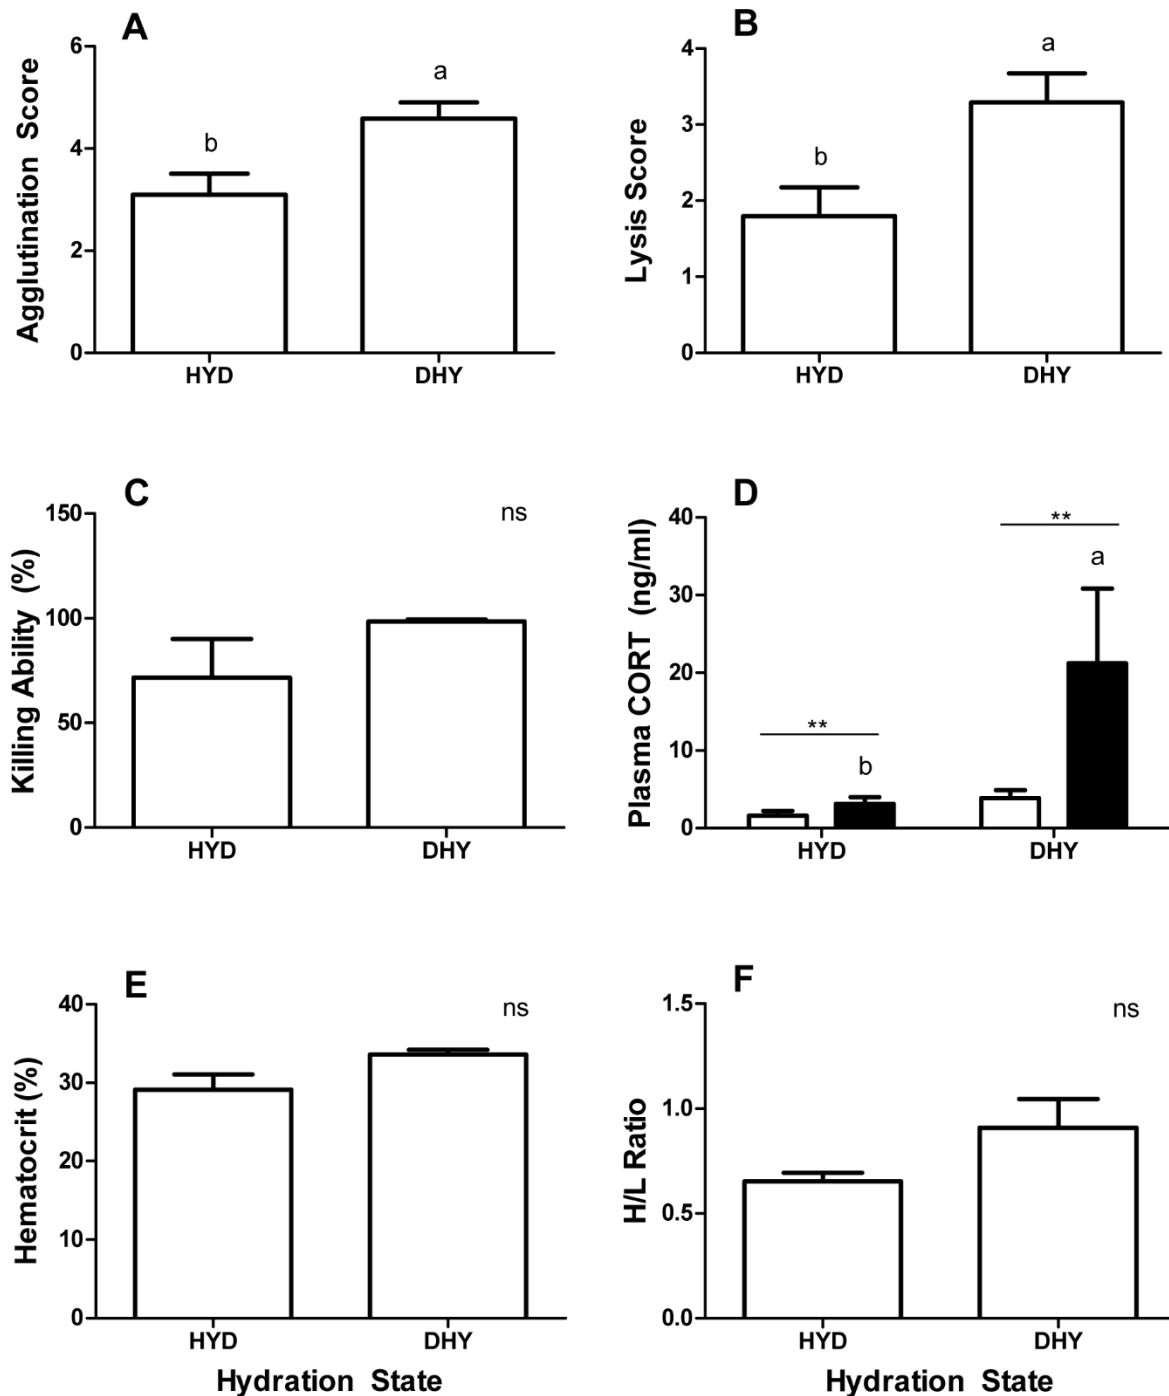 A
Agglutination Score
6
4
2
0
b
a
HYD DHY
B
Lysis Score
4
3
2
1
0
b
a
HYD DHY
C
Killing Ability (%)
150
100
50
0
ns
HYD DHY
D
Plasma CORT (ng/ml)
40
30
20
10
0
**
b
**
a
HYD DHY
E
Hematocrit (%)
40
30
20
10
0
ns
HYD DHY
Hydration State
F
H/L Ratio
1.5
1.0
0.5
0.0
ns
HYD DHY
Hydration State